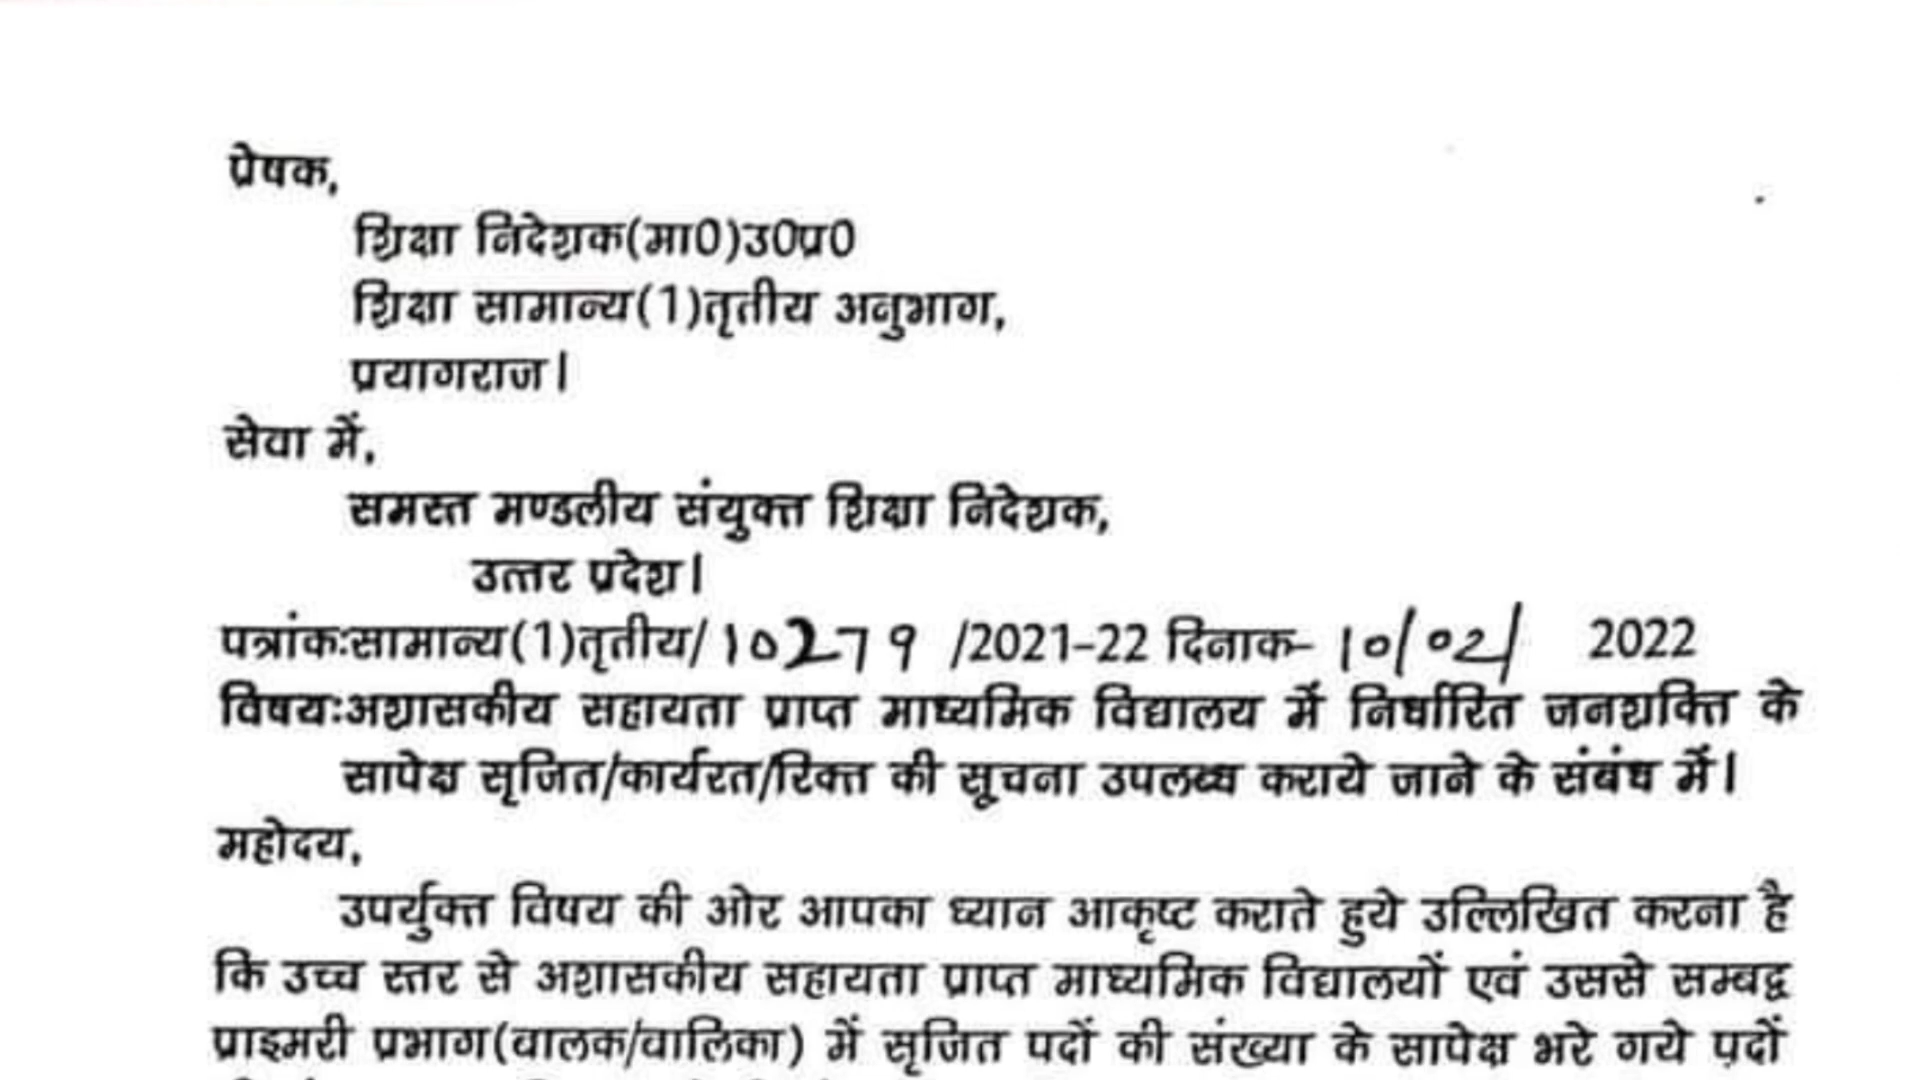 प्रेषक,
शिक्षा निदेशक(मा0)उ0प्र0
शिक्षा सामान्य(1)तृतीय अनुभाग,
प्रयागराज।
सेवा में,
समस्त मण्डलीय संयुक्त शिक्षा निदेशक,
उत्तर प्रदेश।
पत्रांकःसामान्य(1)तृतीय/10279 /2021-22 दिनाक- 10/02/ 2022
विषयःअशासकीय सहायता प्राप्त माध्यमिक विद्यालय में निर्धारित जनशक्ति के
सापेक्ष सृजित/कार्यरत/रिक्त की सूचना उपलब्ध कराये जाने के संबंध में।
महोदय,
उपर्युक्त विषय की ओर आपका ध्यान आकृष्ट कराते हुये उल्लिखित करना है
कि उच्च स्तर से अशासकीय सहायता प्राप्त माध्यमिक विद्यालयों एवं उससे सम्बद्व
प्राइमरी प्रभाग(बालक/बालिका) में सृजित पदों की संख्या के सापेक्ष भरे गये पदों